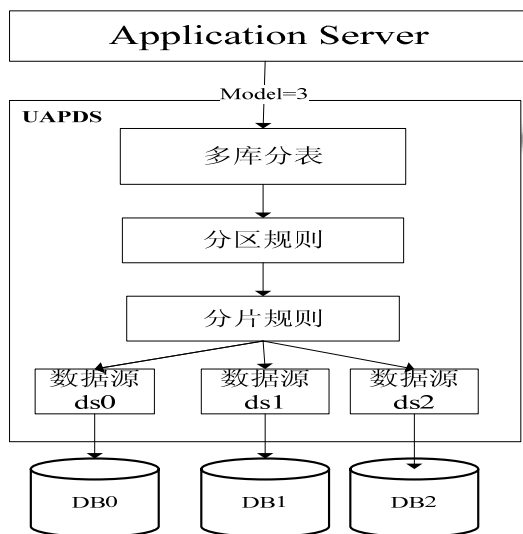 Application Server
Model=3
UAPDS
多库分表
分区规则
分片规则
数据源
ds0
数据源
ds1
数据源
ds2
DB0
DB1
DB2